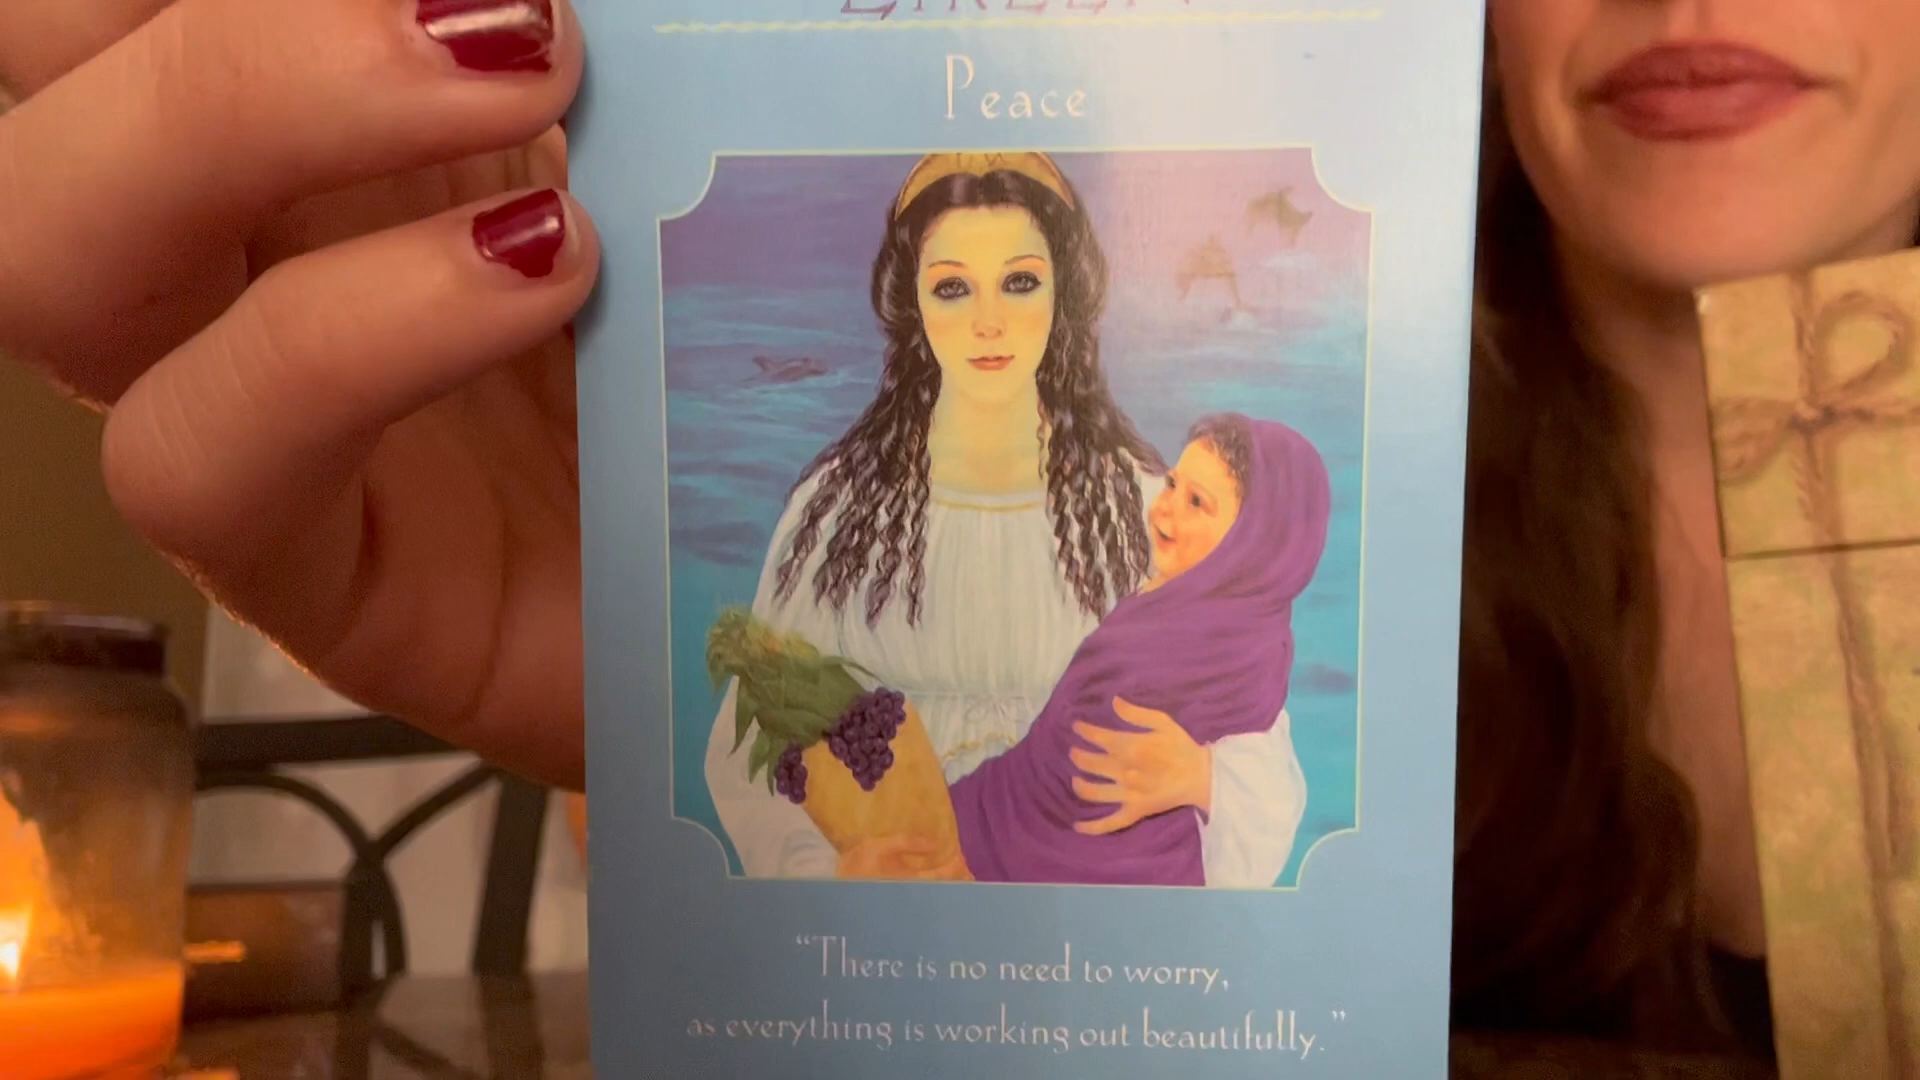 Peace
“There is no need to worry,
as everything is working out beautifully.”